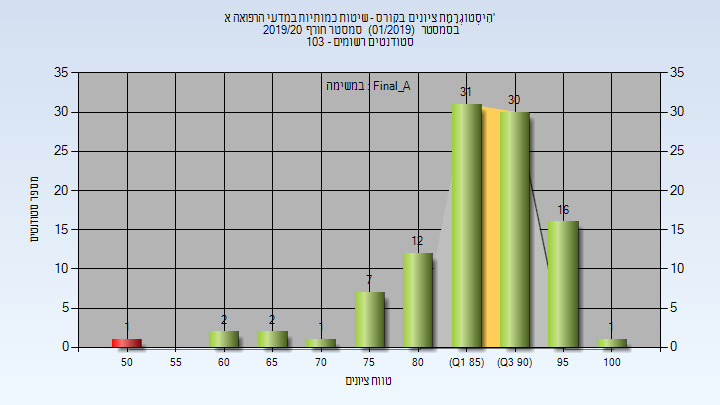 הִיסְטוֹגְרָמַת ציונים בקורס - שיטות כמותיות במדעי הרפואה א'
בסמסטר (01/2019) סמסטר חורף 2019/20
סטודנטים רשומים - 103
במשימה : Final_A
מספר סטודנטים
35 35
30 30
25 25
20 20
15 15
10 10
5 5
0 0
1 2 2 1 7 12 31 30 16 1
50 55 60 65 70 75 80 (Q1 85) (Q3 90) 95 100
טווח ציונים